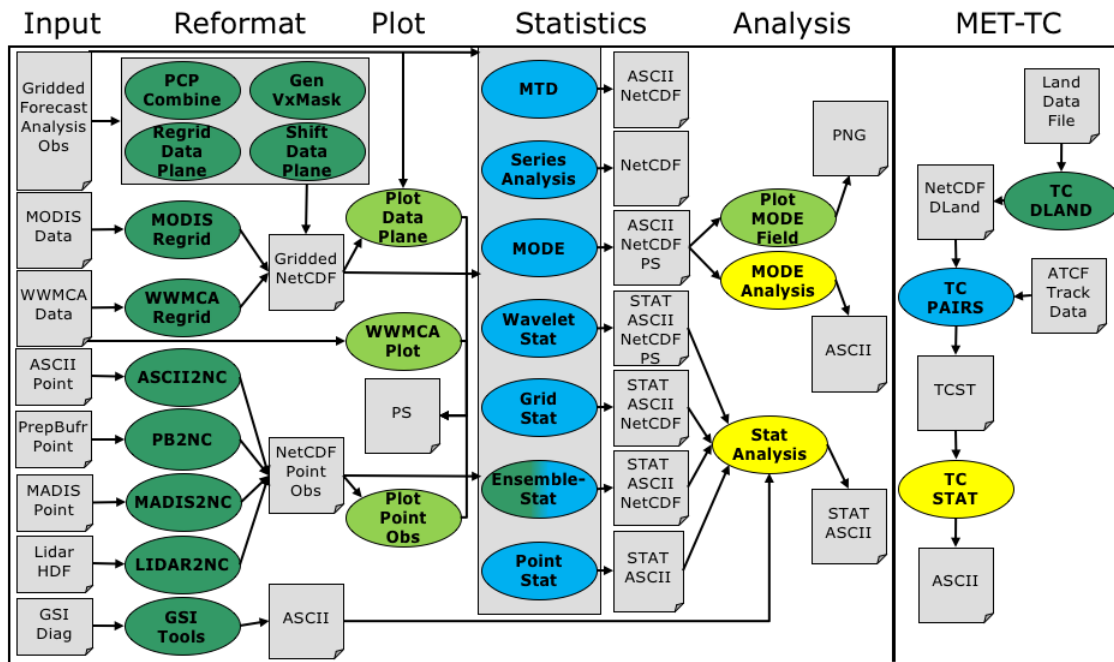 Input
Reformat
Plot
Statistics
Analysis
MET-TC
Gridded
Forecast
Analysis
Obs
MODIS
Data
WWMCA
Data
ASCII
Point
PrepBufr
Point
MADIS
Point
Lidar
HDF
GSI
Diag
PCP
Combine
Gen
VxMask
Regrid
Data
Plane
Shift
Data
Plane
MODIS
Regrid
WWMCA
Regrid
ASCII2NC
PB2NC
MADIS2NC
LIDAR2NC
GSI
Tools
Gridded
NetCDF
NetCDF
Point
Obs
ASCII
Plot
Data
Plane
WWMCA
Plot
PS
Plot
Point
Obs
MTD
Series
Analysis
MODE
Wavelet
Stat
Grid
Stat
Ensemble-
Stat
Point
Stat
ASCII
NetCDF
NetCDF
ASCII
NetCDF
PS
STAT
ASCII
NetCDF
PS
STAT
ASCII
NetCDF
STAT
ASCII
NetCDF
STAT
ASCII
PNG
Plot
MODE
Field
MODE
Analysis
ASCII
Stat
Analysis
STAT
ASCII
Land
Data
File
NetCDF
DLand
TC
DLAND
TC
PAIRS
ATCF
Track
Data
TCST
TC
STAT
ASCII